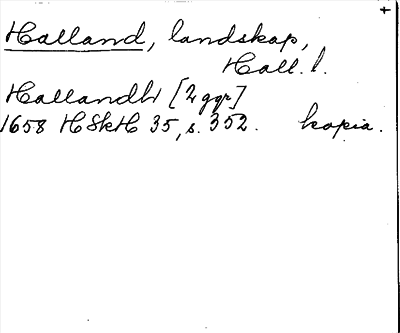 +
Halland, landskap,
Hall. l.
Hallandh [2 ggr]
1658 HSkH 35, s. 352. kopia.